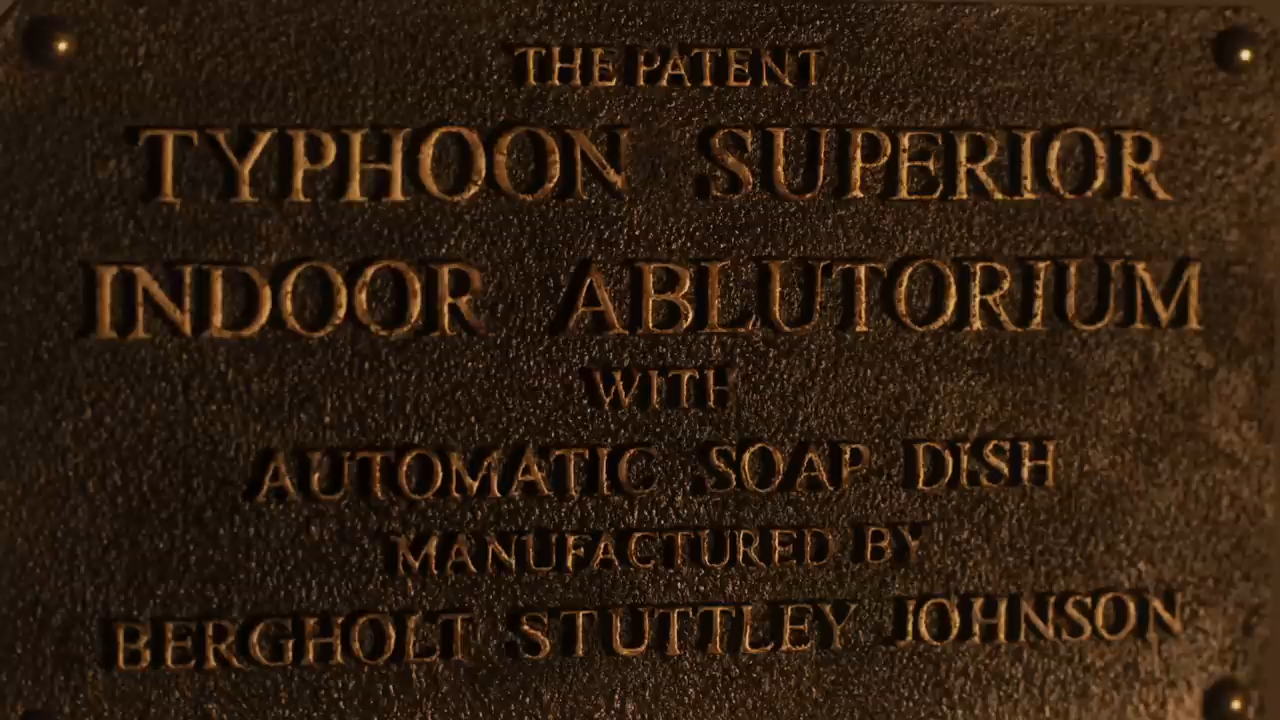 THE PATENT
TYPHOON SUPERIOR
INDOOR ABLUTORIUM
WITH
AUTOMATIC SOAP DISH
MANUFACTURED BY
BERGHOLT STUTTLEY JOHNSON